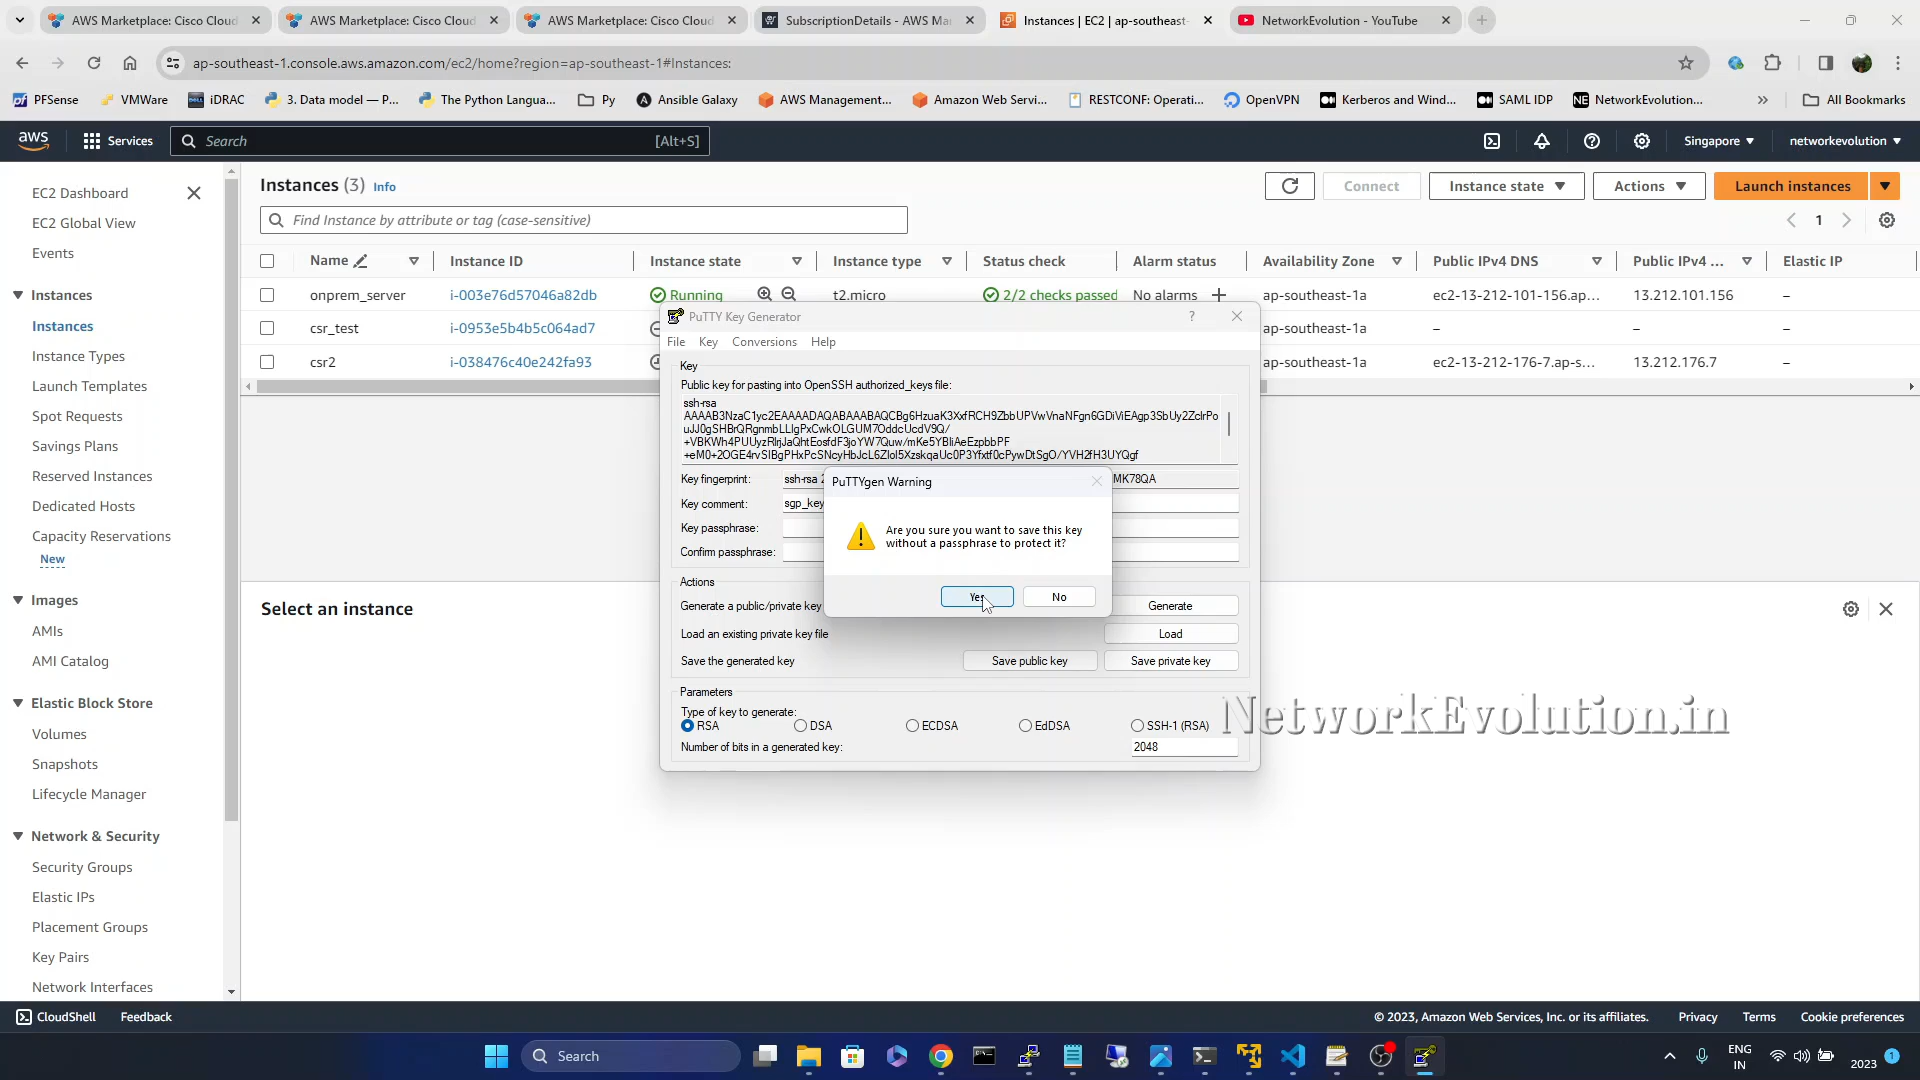 AWS Marketplace: Cisco Cloud
AWS Marketplace: Cisco Cloud
AWS Marketplace: Cisco Cloud
SubscriptionDetails - AWS Ma
Instances | EC2 | ap-southeast-
NetworkEvolution - YouTube
ap-southeast-1.console.aws.amazon.com/ec2/home?region=ap-southeast-1#Instances:
PFSense
VMWare
iDRAC
3. Data model — P...
The Python Langua...
Py
Ansible Galaxy
AWS Management...
Amazon Web Servi...
RESTCONF: Operati...
OpenVPN
Kerberos and Wind...
SAML IDP
NetworkEvolution...
All Bookmarks
aws
Services
Search
[Alt+S]
Singapore
networkevolution
EC2 Dashboard
EC2 Global View
Events
Instances
Instances
Instance Types
Launch Templates
Spot Requests
Savings Plans
Reserved Instances
Dedicated Hosts
Capacity Reservations
New
Images
AMIs
AMI Catalog
Elastic Block Store
Volumes
Snapshots
Lifecycle Manager
Network & Security
Security Groups
Elastic IPs
Placement Groups
Key Pairs
Network Interfaces
Instances (3) Info
Connect
Instance state
Actions
Launch instances
Find Instance by attribute or tag (case-sensitive)
1
Name
Instance ID
Instance state
Instance type
Status check
Alarm status
Availability Zone
Public IPv4 DNS
Public IPv4 ...
Elastic IP
onprem_server i-003e76d57046a82db Running t2.micro 2/2 checks passed No alarms ap-southeast-1a ec2-13-212-101-156.ap... 13.212.101.156 –
csr_test i-0953e5b4b5c064ad7 ap-southeast-1a – – –
csr2 i-038476c40e242fa93 ap-southeast-1a ec2-13-212-176-7.ap-s... 13.212.176.7 –
Select an instance
PuTTY Key Generator
?
File Key Conversions Help
Key
Public key for pasting into OpenSSH authorized_keys file:
ssh-rsa
Key fingerprint: ssh-rsa 2 MK78QA
Key comment: sgp_key
Key passphrase:
Confirm passphrase:
PuTTYgen Warning
Are you sure you want to save this key
without a passphrase to protect it?
Yes
No
Actions
Generate a public/private key
Generate
Load an existing private key file
Load
Save the generated key
Save public key
Save private key
Parameters
Type of key to generate:
RSA DSA ECDSA EdDSA SSH-1 (RSA)
Number of bits in a generated key: 2048
NetworkEvolution.in
CloudShell
Feedback
© 2023, Amazon Web Services, Inc. or its affiliates.
Privacy
Terms
Cookie preferences
Search
ENG
IN
2023
1